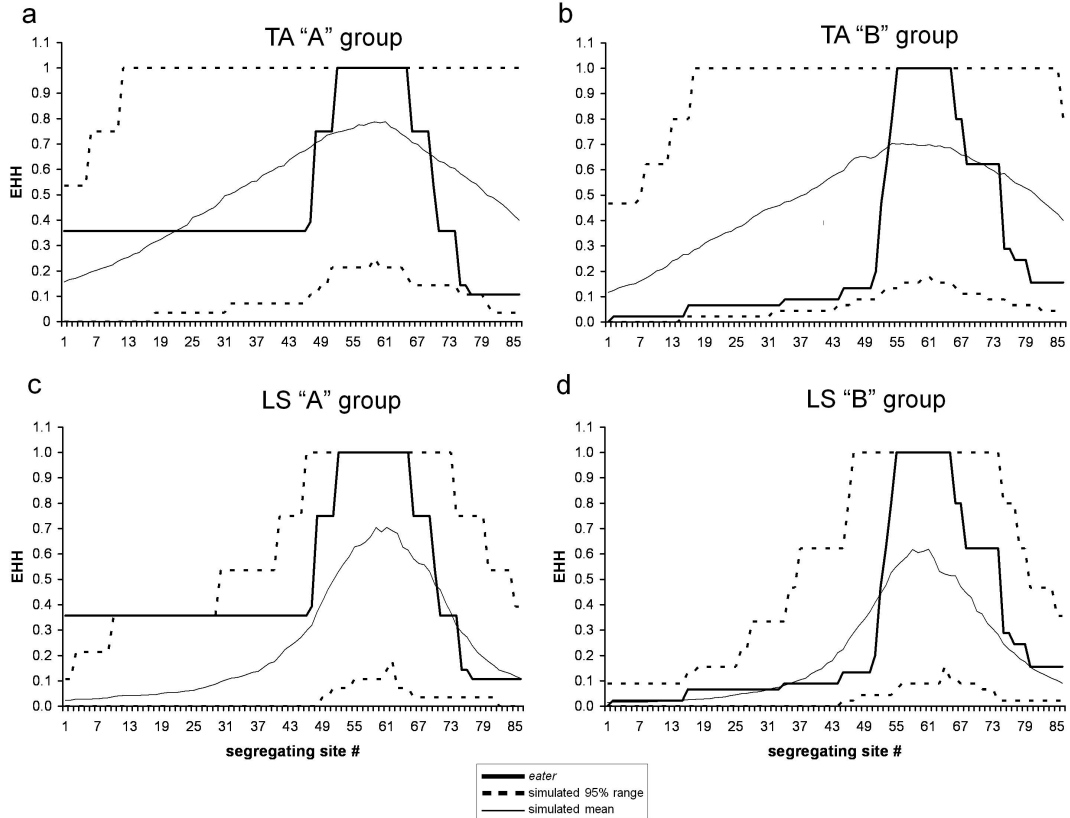 a
TA “A” group
EHH
1.1
1
0.9
0.8
0.7
0.6
0.5
0.4
0.3
0.2
0.1
0
1 7 13 19 25 31 37 43 49 55 61 67 73 79 85
b
TA “B” group
1.1
1
0.9
0.8
0.7
0.6
0.5
0.4
0.3
0.2
0.1
0
1 7 13 19 25 31 37 43 49 55 61 67 73 79 85
c
LS “A” group
EHH
1.1
1.0
0.9
0.8
0.7
0.6
0.5
0.4
0.3
0.2
0.1
0.0
1 7 13 19 25 31 37 43 49 55 61 67 73 79 85
segregating site #
d
LS “B” group
1.1
1.0
0.9
0.8
0.7
0.6
0.5
0.4
0.3
0.2
0.1
0.0
1 7 13 19 25 31 37 43 49 55 61 67 73 79 85
segregating site #
eater
simulated 95% range
simulated mean